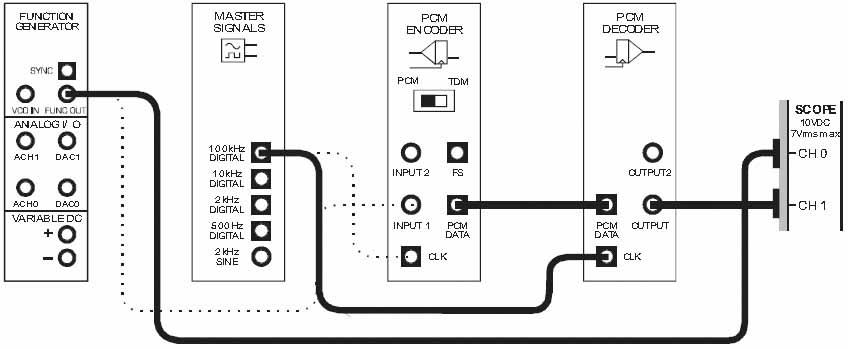 FUNCTION
GENERATOR
SYNC
VCO IN FUNC OUT
ANALOG I/ O
ACH1 DAC1
ACH0 DAC0
VARIABLE DC
+
−
MASTER
SIGNALS
100kHz
DIGITAL
10kHz
DIGITAL
2kHz
DIGITAL
500Hz
DIGITAL
2kHz
SINE
PCM
ENCODER
PCM TDM
INPUT 2 FS
INPUT 1 PCM
DATA
CLK
PCM
DECODER
OUTPUT2
PCM
DATA OUTPUT
CLK
SCOPE
10VDC
7Vrms max
CH 0
CH 1